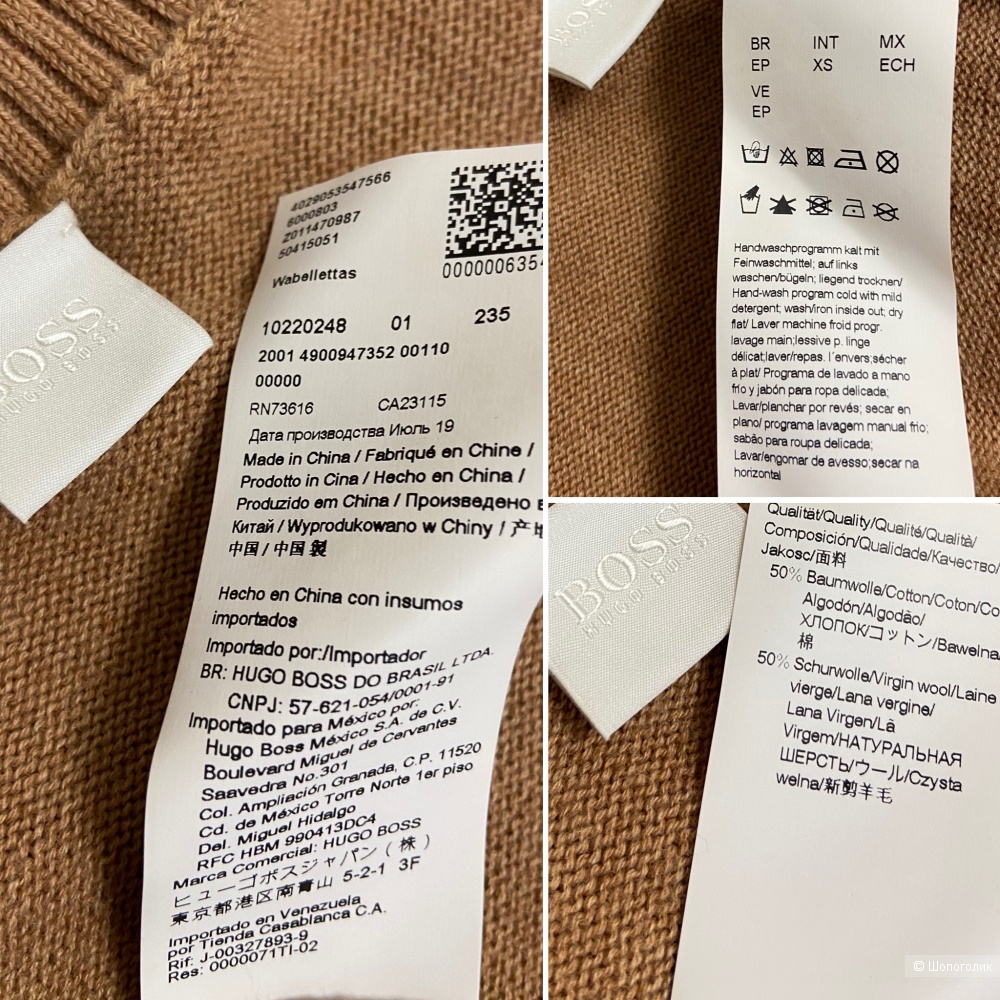 BOSS
HUGO BOSS
4029053547566
6000803
2011470987
50415051
Wabellettas
0000006354
10220248 01 235
2001 4900947352 00110
00000
RN73616 CA23115
Дата производства Июль 19
Made in China / Fabriqué en Chine /
Prodotto in Cina / Hecho en China /
Produzido em China / Произведено в
Китай / Wyprodukowano w Chiny / 产地
中国 / 中国 製
Hecho en China con insumos
importados
Importado por:/Importador
BR: HUGO BOSS DO BRASIL LTDA.
CNPJ: 57-621-054/0001-91
Importado para México por:
Hugo Boss México S.A. de C.V.
Boulevard Miguel de Cervantes
Saavedra No.301
Col. Ampliación Granada, C.P. 11520
Cd. de México Torre Norte 1er piso
Del. Miguel Hidalgo
RFC HBM 990413DC4
Marca Comercial: HUGO BOSS
ヒューゴボスジャパン(株)
東京都港区南青山 5-2-1 3F
Importado en Venezuela
por Tienda Casablanca C.A.
Rif: J-00327893-9
Res: 0000071TI-02
BOSS
BR INT MX
EP XS ECH
VE
EP
Handwaschprogramm kalt mit
Feinwaschmittel; auf links
waschen/bügeln; liegend trocknen/
Hand-wash program cold with mild
detergent; wash/iron inside out; dry
flat/ Laver machine froid progr.
lavage main;lessive p. linge
délicat;laver/repas. l´envers;sécher
à plat/ Programa de lavado a mano
frio y jabón para ropa delicada;
Lavar/planchar por revés; secar en
plano/ programa lavagem manual frio;
sabão para roupa delicada;
Lavar/engomar de avesso;secar na
horizontal
BOSS
HUGO BOSS
Qualität/Quality/Qualité/Qualità/
Composición/Qualidade/Качество/
Jakosc/面料
50% Baumwolle/Cotton/Coton/Co
Algodón/Algodão/
ХЛОПОК/コットン/Bawełna/
棉
50% Schurwolle/Virgin wool/Laine
vierge/Lana vergine/
Lana Virgen/Lã
Virgem/НАТУРАЛЬНАЯ
ШЕРСТЬ/ウール/Czysta
welna/新剪羊毛
© Шопоголик